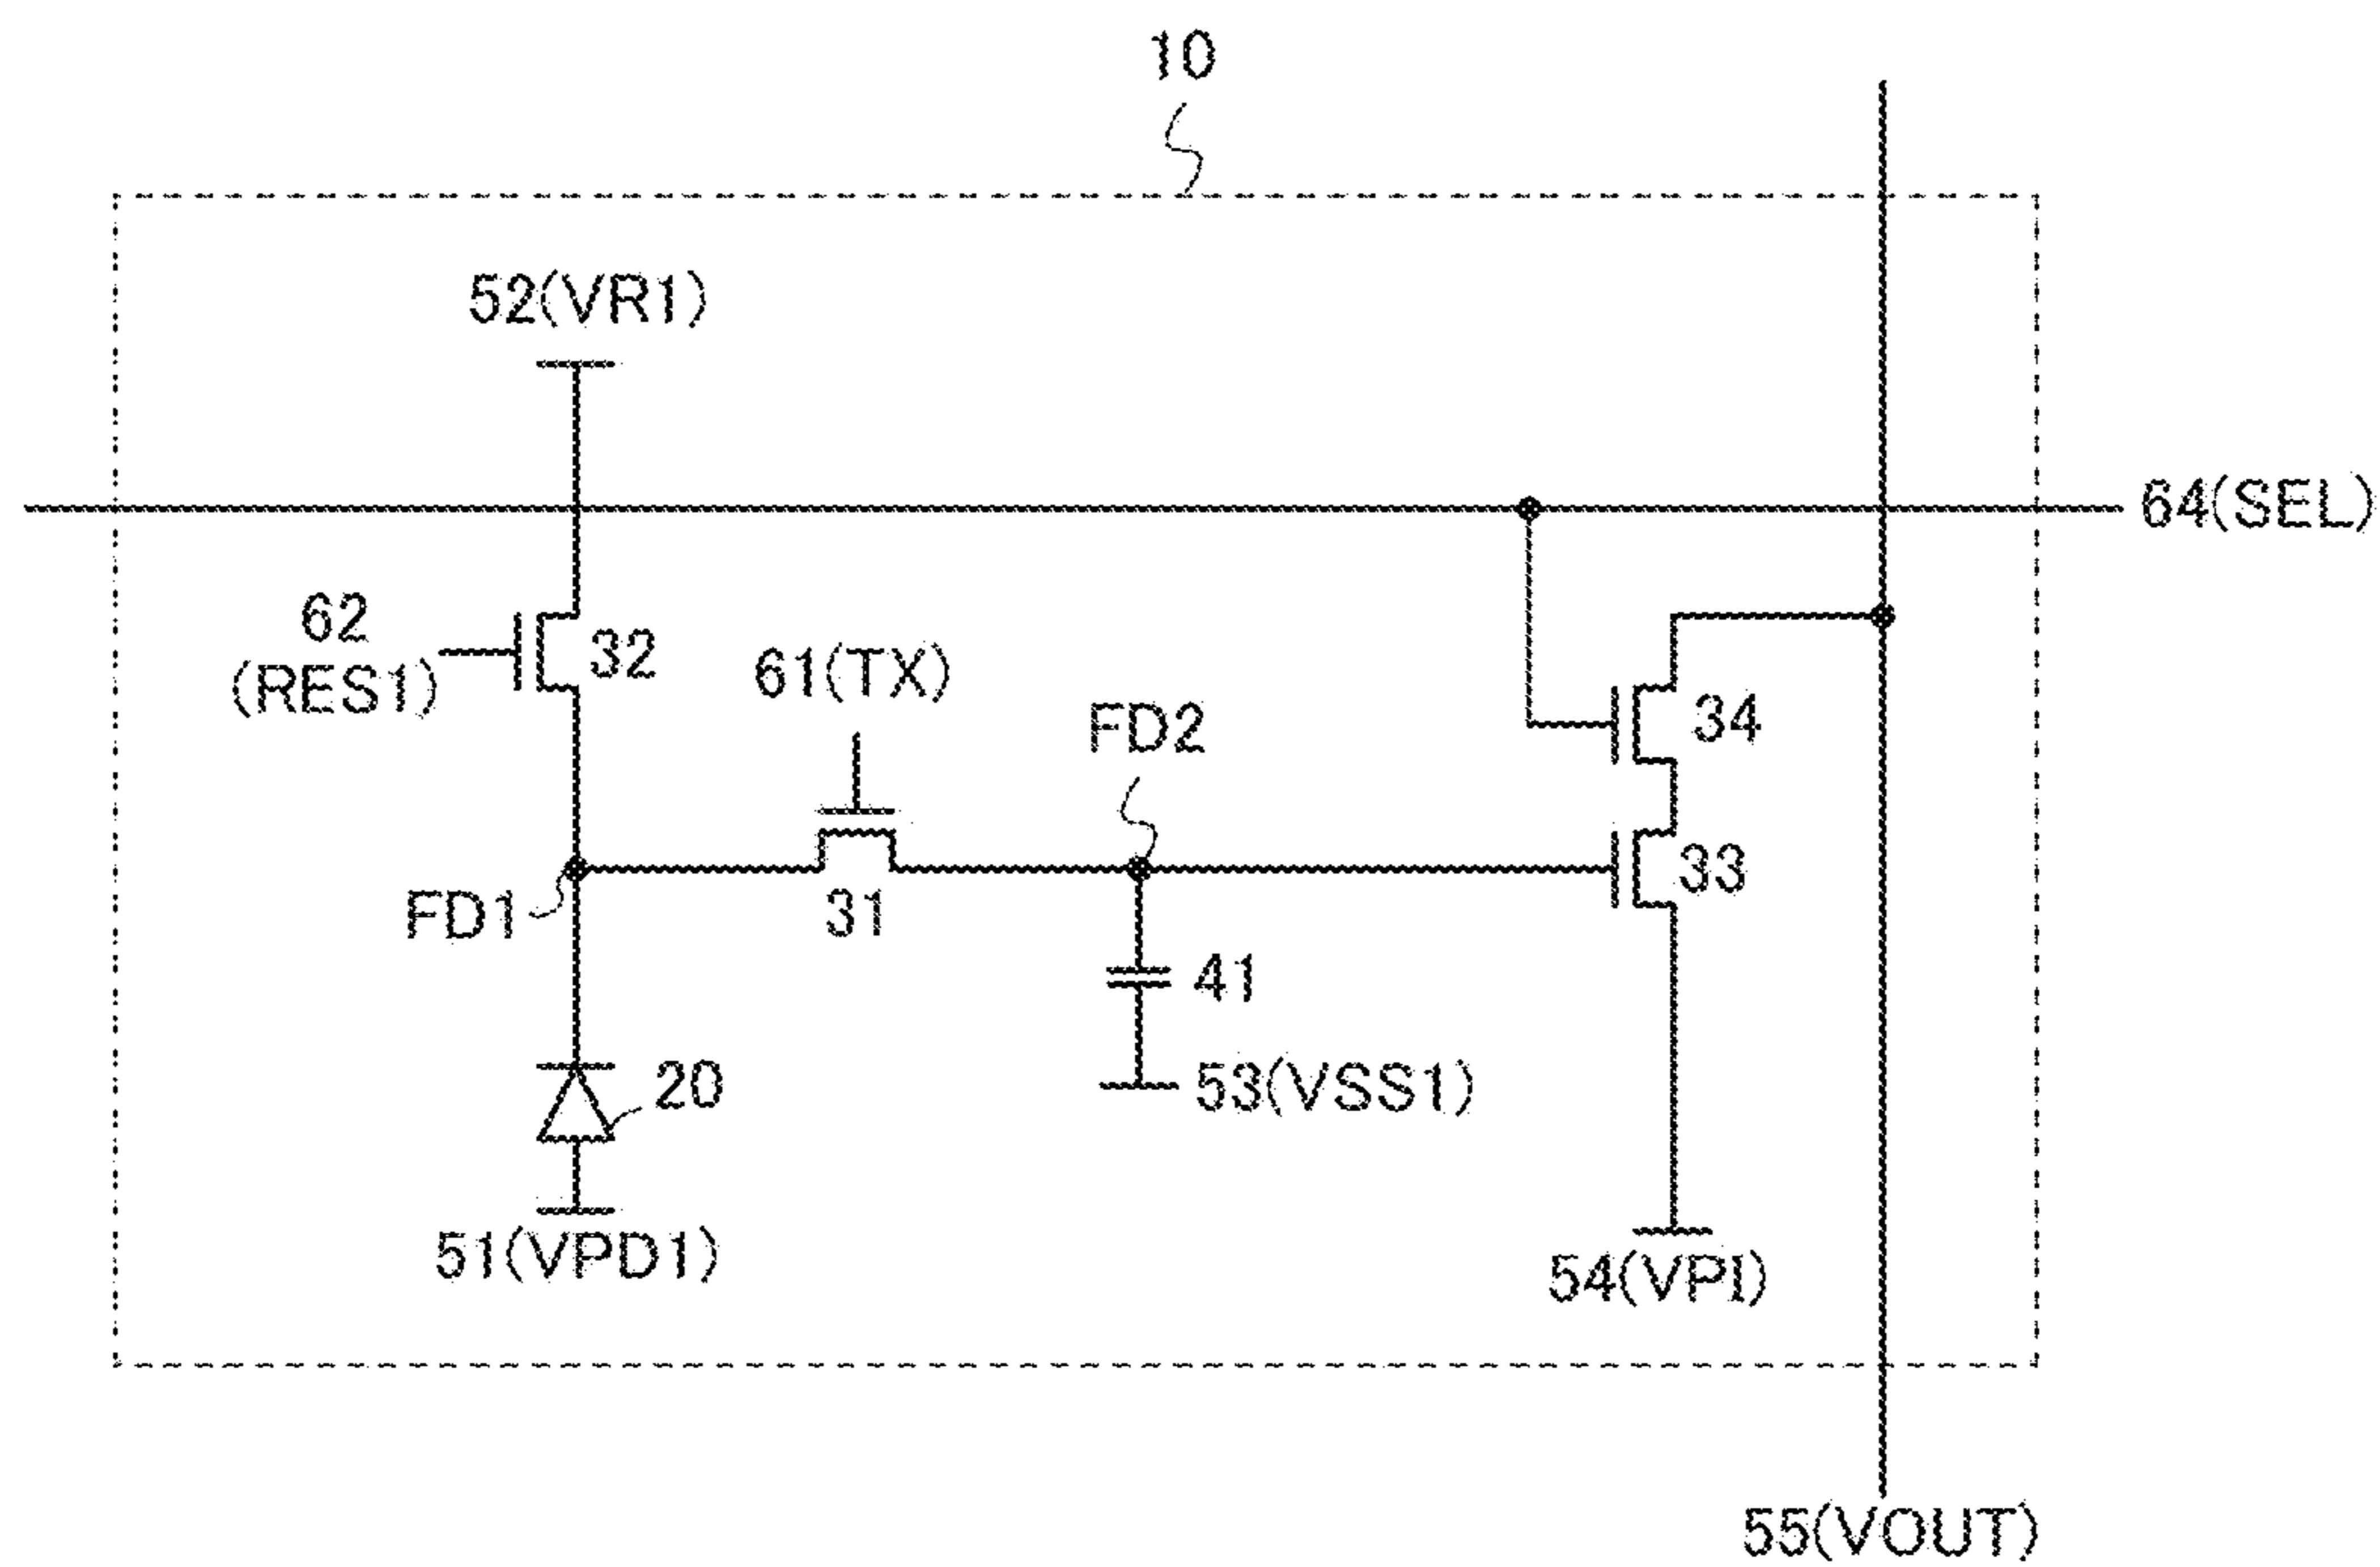 10
52(VR1)
64(SEL)
62
(RES1)
32
61(TX)
FD2
34
33
FD1
31
41
20
53(VSS1)
51(VPD1)
54(VPI)
55(VOUT)